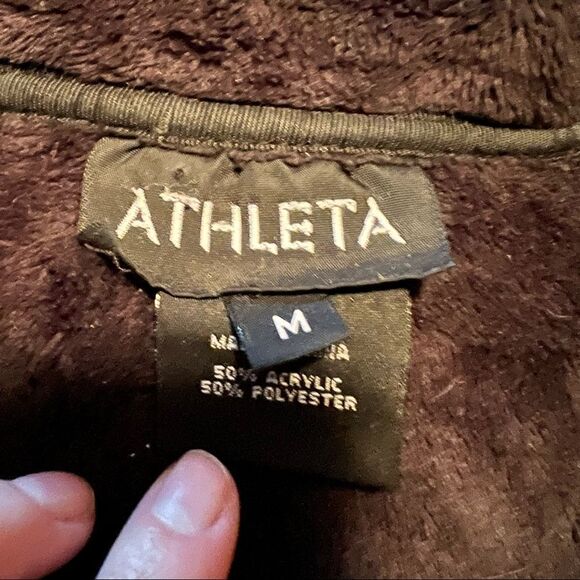 ATHLETA
M
50% ACRYLIC
50% POLYESTER